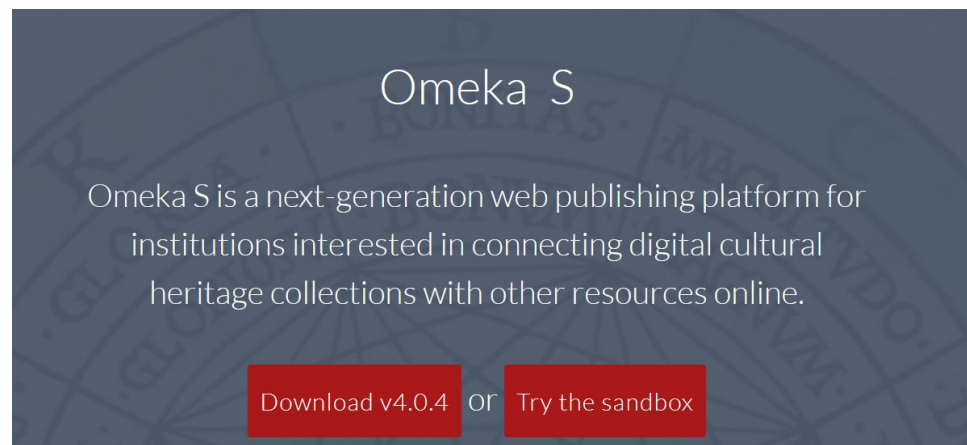 Omeka S
Omeka S is a next-generation web publishing platform for
institutions interested in connecting digital cultural
heritage collections with other resources online.
Download v4.0.4 or Try the sandbox